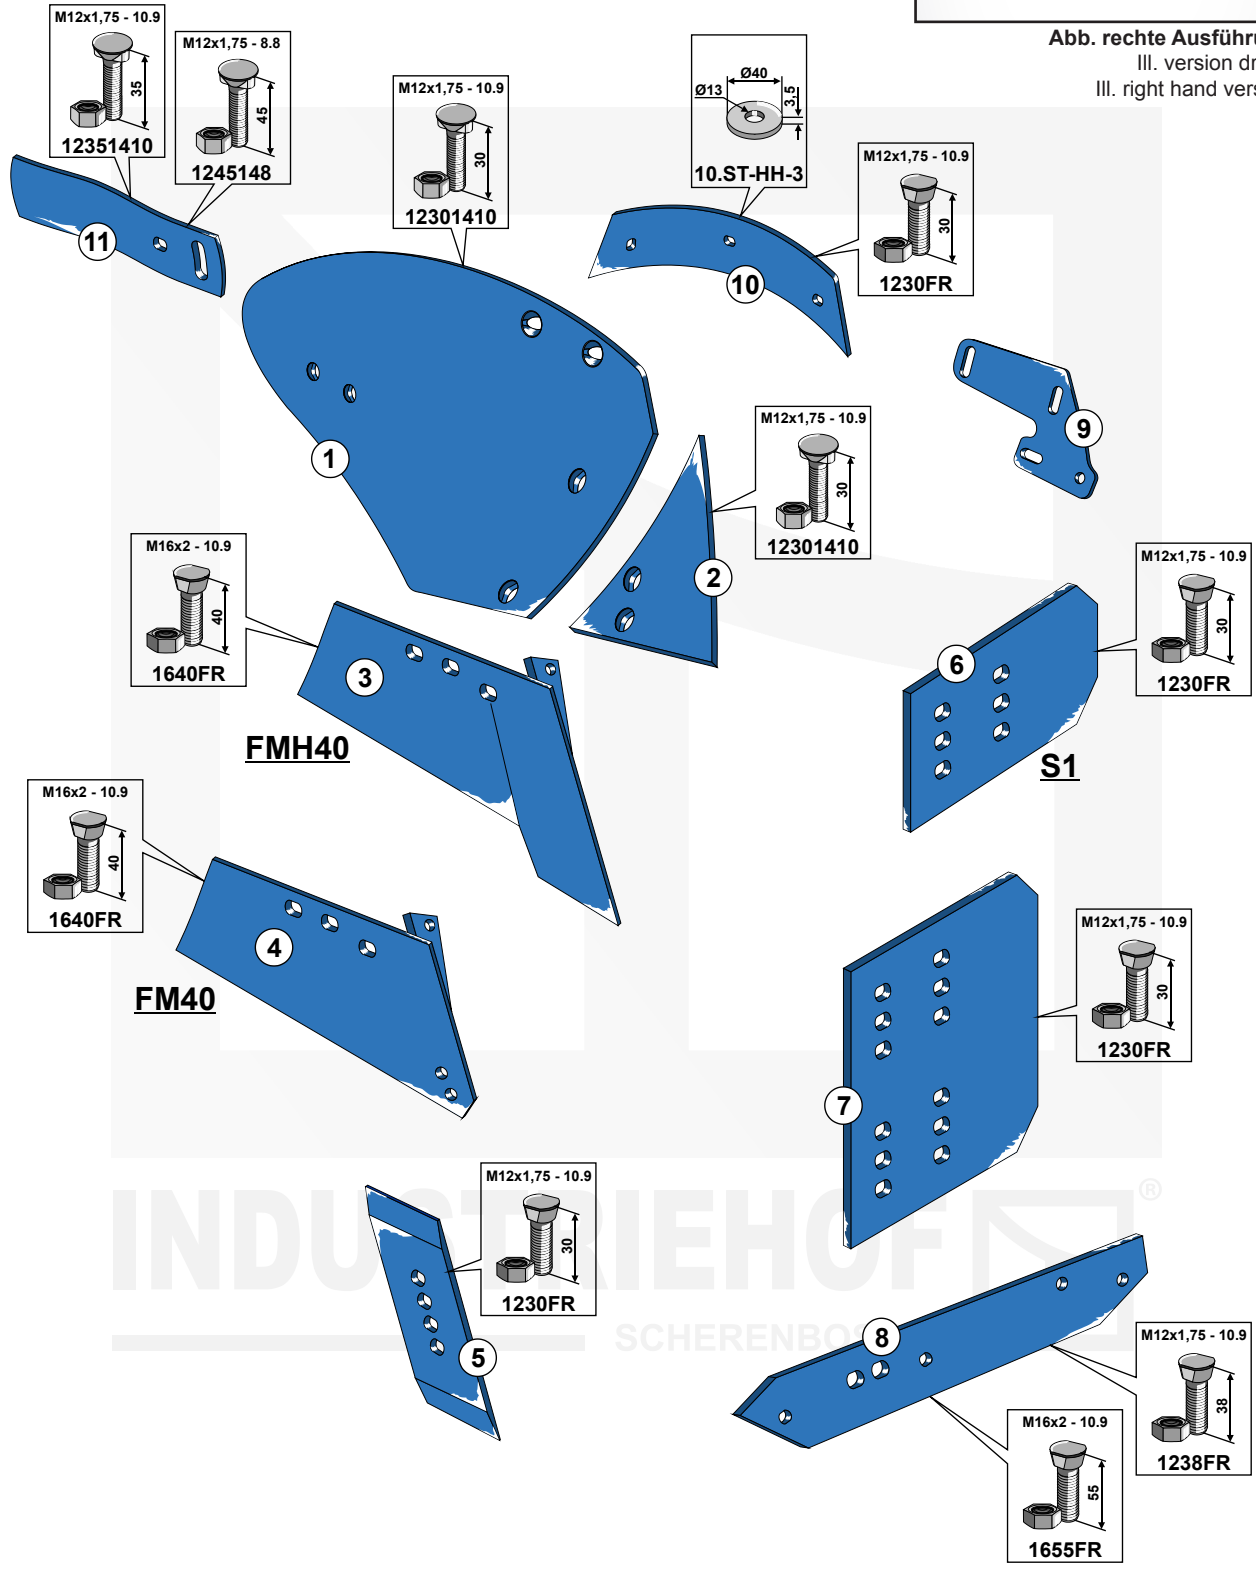 Abb. rechte Ausführu
Ill. version dr
Ill. right hand vers
M12x1,75 - 10.9
35
12351410
M12x1,75 - 8.8
45
1245148
M12x1,75 - 10.9
30
12301410
Ø40
Ø13
3,5
10.ST-HH-3
M12x1,75 - 10.9
30
1230FR
11
10
1
9
M12x1,75 - 10.9
30
12301410
2
M16x2 - 10.9
40
1640FR
3
FMH40
M12x1,75 - 10.9
30
1230FR
6
S1
M16x2 - 10.9
40
1640FR
4
FM40
M12x1,75 - 10.9
30
1230FR
7
M12x1,75 - 10.9
30
1230FR
5
INDUSTRIEHOF ®
SCHERENBOS
8
M12x1,75 - 10.9
38
1238FR
M16x2 - 10.9
55
1655FR